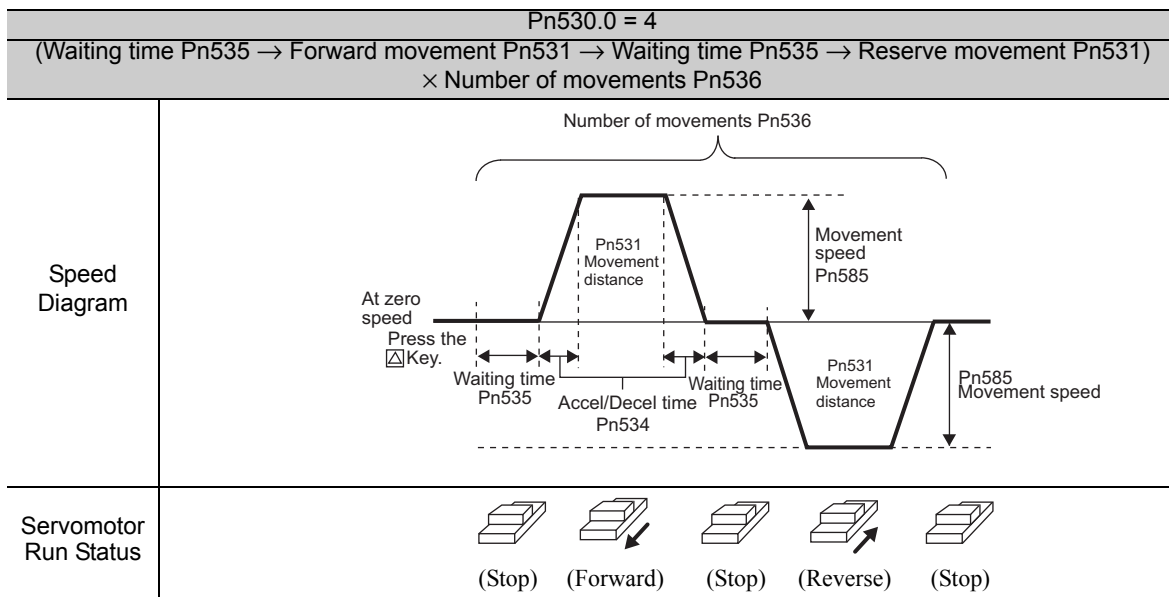 Pn530.0 = 4
(Waiting time Pn535 → Forward movement Pn531 → Waiting time Pn535 → Reserve movement Pn531)
× Number of movements Pn536
Speed
Diagram
Number of movements Pn536
Pn531
Movement
distance
Movement
speed
Pn585
At zero
speed
Press the
△Key.
Waiting time
Pn535
Accel/Decel time
Pn534
Waiting time
Pn535
Pn531
Movement
distance
Pn585
Movement speed
Servomotor
Run Status
(Stop) (Forward) (Stop) (Reverse) (Stop)